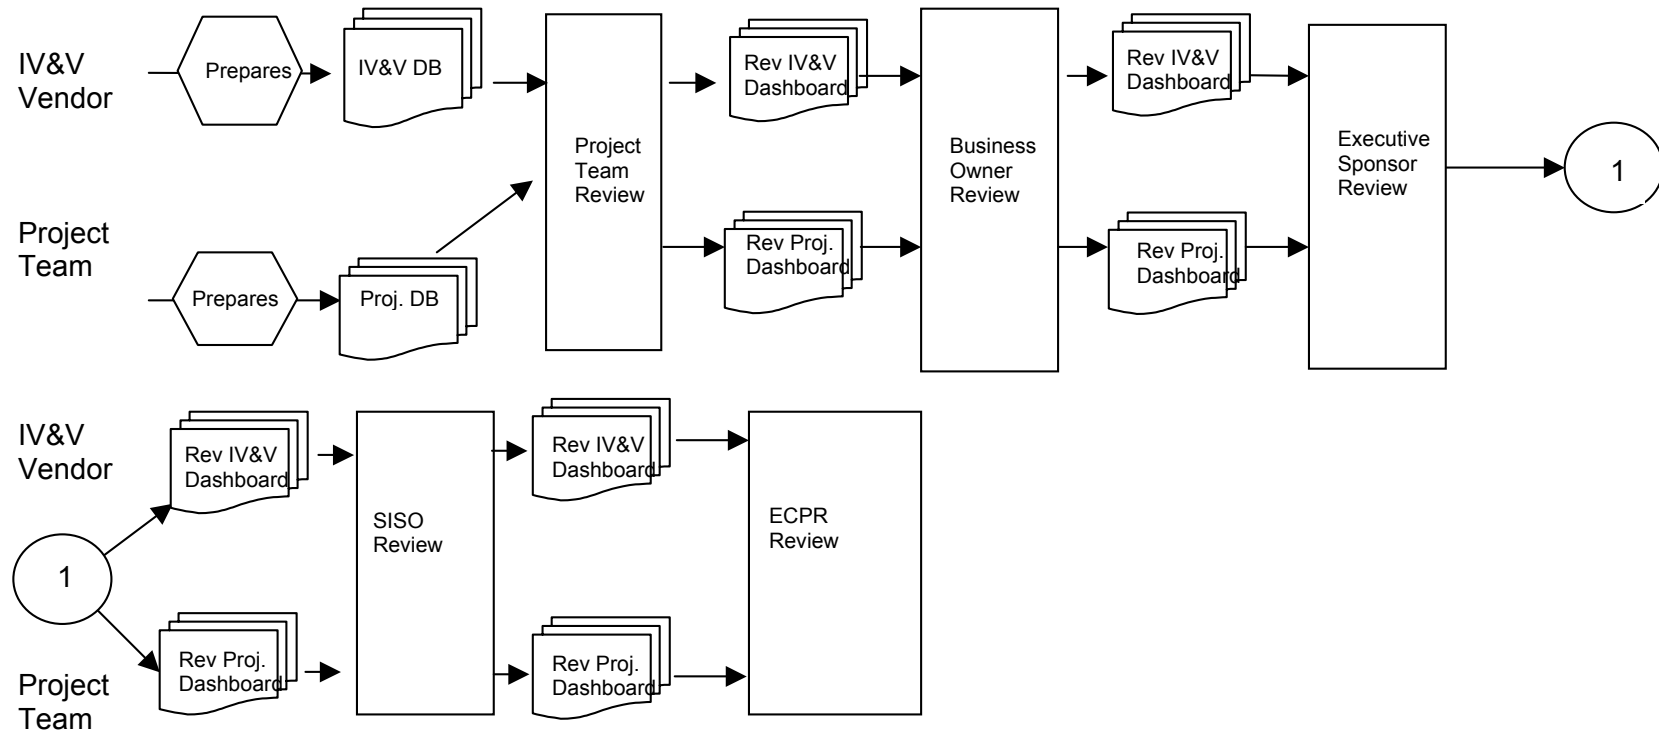 IV&V
Vendor
Prepares
IV&V DB
Project
Team
Review
Rev IV&V
Dashboard
Business
Owner
Review
Rev IV&V
Dashboard
Executive
Sponsor
Review
1
Project
Team
Prepares
Proj. DB
Rev Proj.
Dashboard
Rev Proj.
Dashboard
IV&V
Vendor
Rev IV&V
Dashboard
SISO
Review
Rev IV&V
Dashboard
ECPR
Review
1
Project
Team
Rev Proj.
Dashboard
Rev Proj.
Dashboard